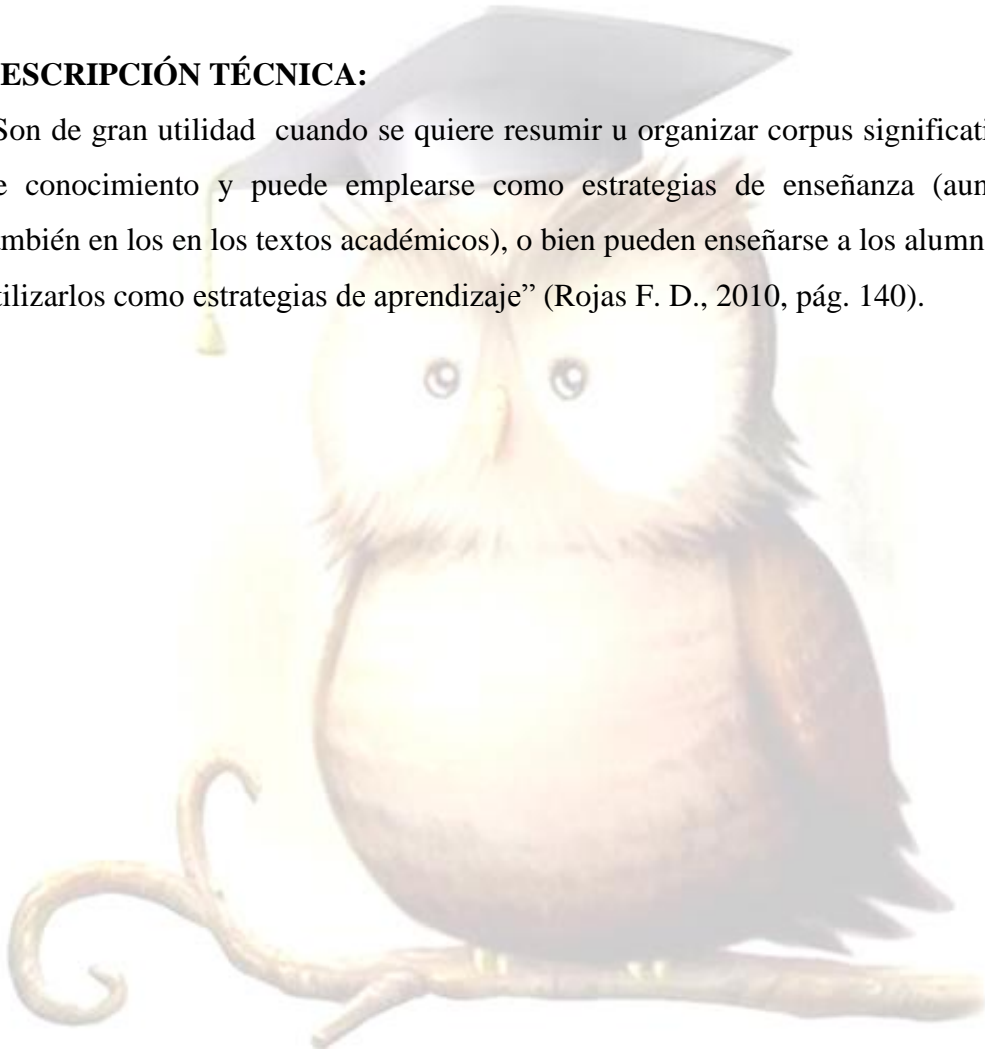 ESCRIPCIÓN TÉCNICA:
Son de gran utilidad cuando se quiere resumir u organizar corpus significati
e conocimiento y puede emplearse como estrategias de enseñanza (aun
mbién en los en los textos académicos), o bien pueden enseñarse a los alumn
tilizarlos como estrategias de aprendizaje” (Rojas F. D., 2010, pág. 140).